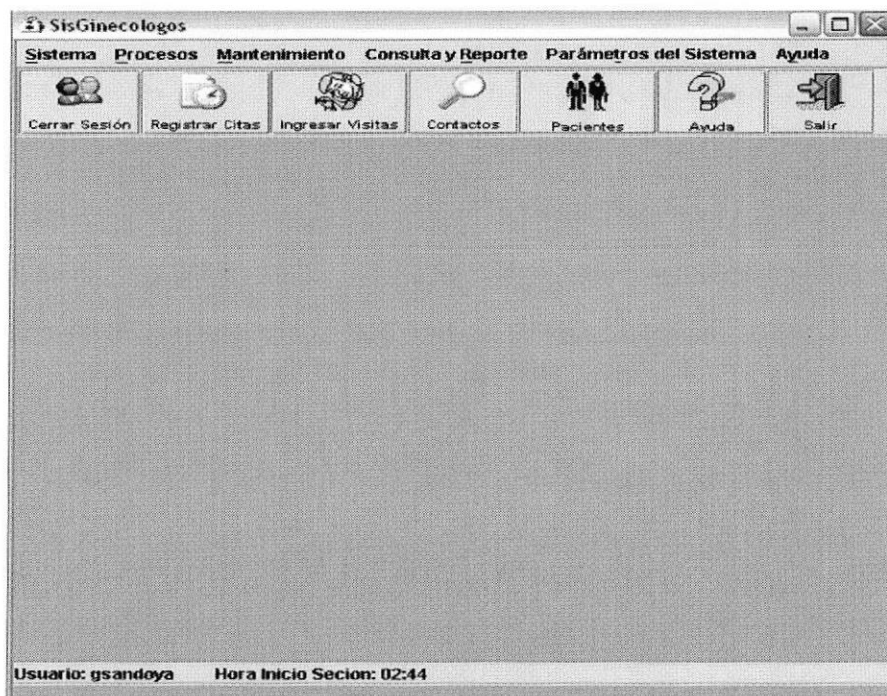 SisGinecologos
Sistema Procesos Mantenimiento Consulta y Reporte Parámetros del Sistema Ayuda
Cerrar Sesión Registrar Citas Ingresar Visitas Contactos Pacientes Ayuda Salir
Usuario: gsandoya Hora Inicio Secion: 02:44